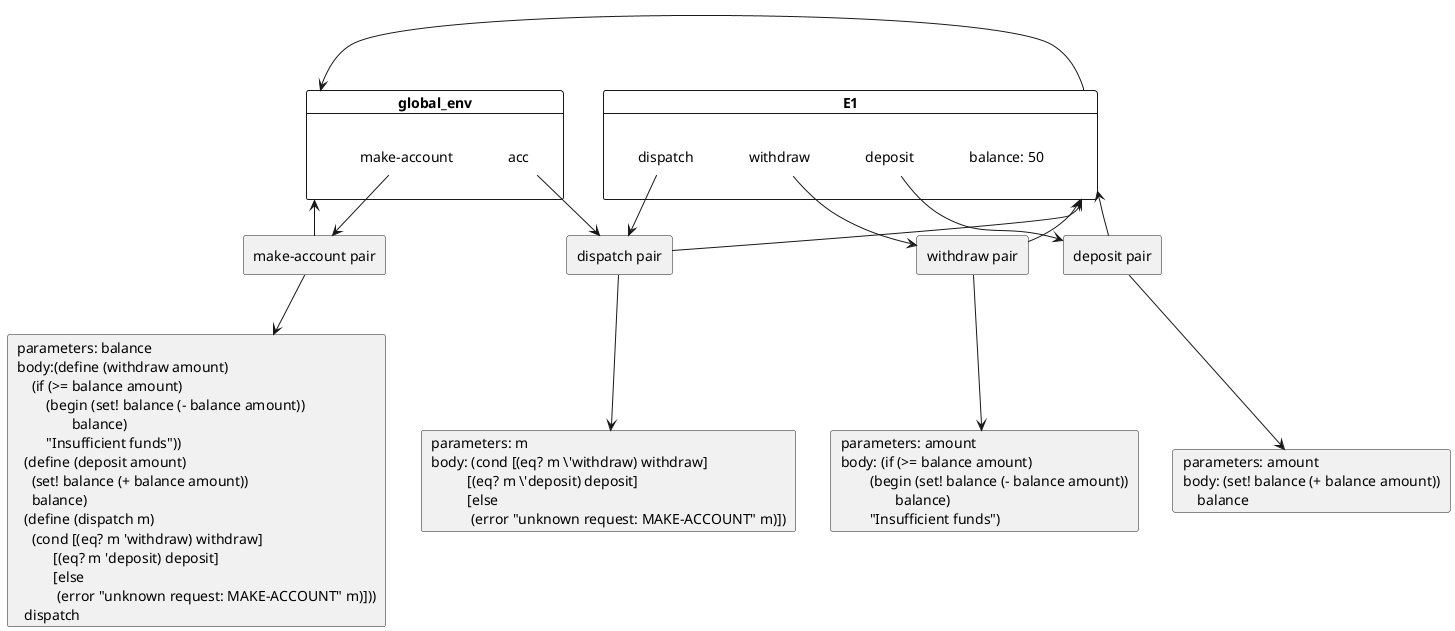 global_env
E1
make-account
acc
dispatch
withdraw
deposit
balance: 50
make-account pair
dispatch pair
withdraw pair
deposit pair
parameters: balance
body:(define (withdraw amount)
(if (>= balance amount)
(begin (set! balance (- balance amount))
balance)
"Insufficient funds"))
(define (deposit amount)
(set! balance (+ balance amount))
balance)
(define (dispatch m)
(cond [(eq? m 'withdraw) withdraw]
[(eq? m 'deposit) deposit]
[else
(error "unknown request: MAKE-ACCOUNT" m)]))
dispatch
parameters: m
body: (cond [(eq? m \'withdraw) withdraw]
[(eq? m \'deposit) deposit]
[else
(error "unknown request: MAKE-ACCOUNT" m)])
parameters: amount
body: (if (>= balance amount)
(begin (set! balance (- balance amount))
balance)
"Insufficient funds")
parameters: amount
body: (set! balance (+ balance amount))
balance